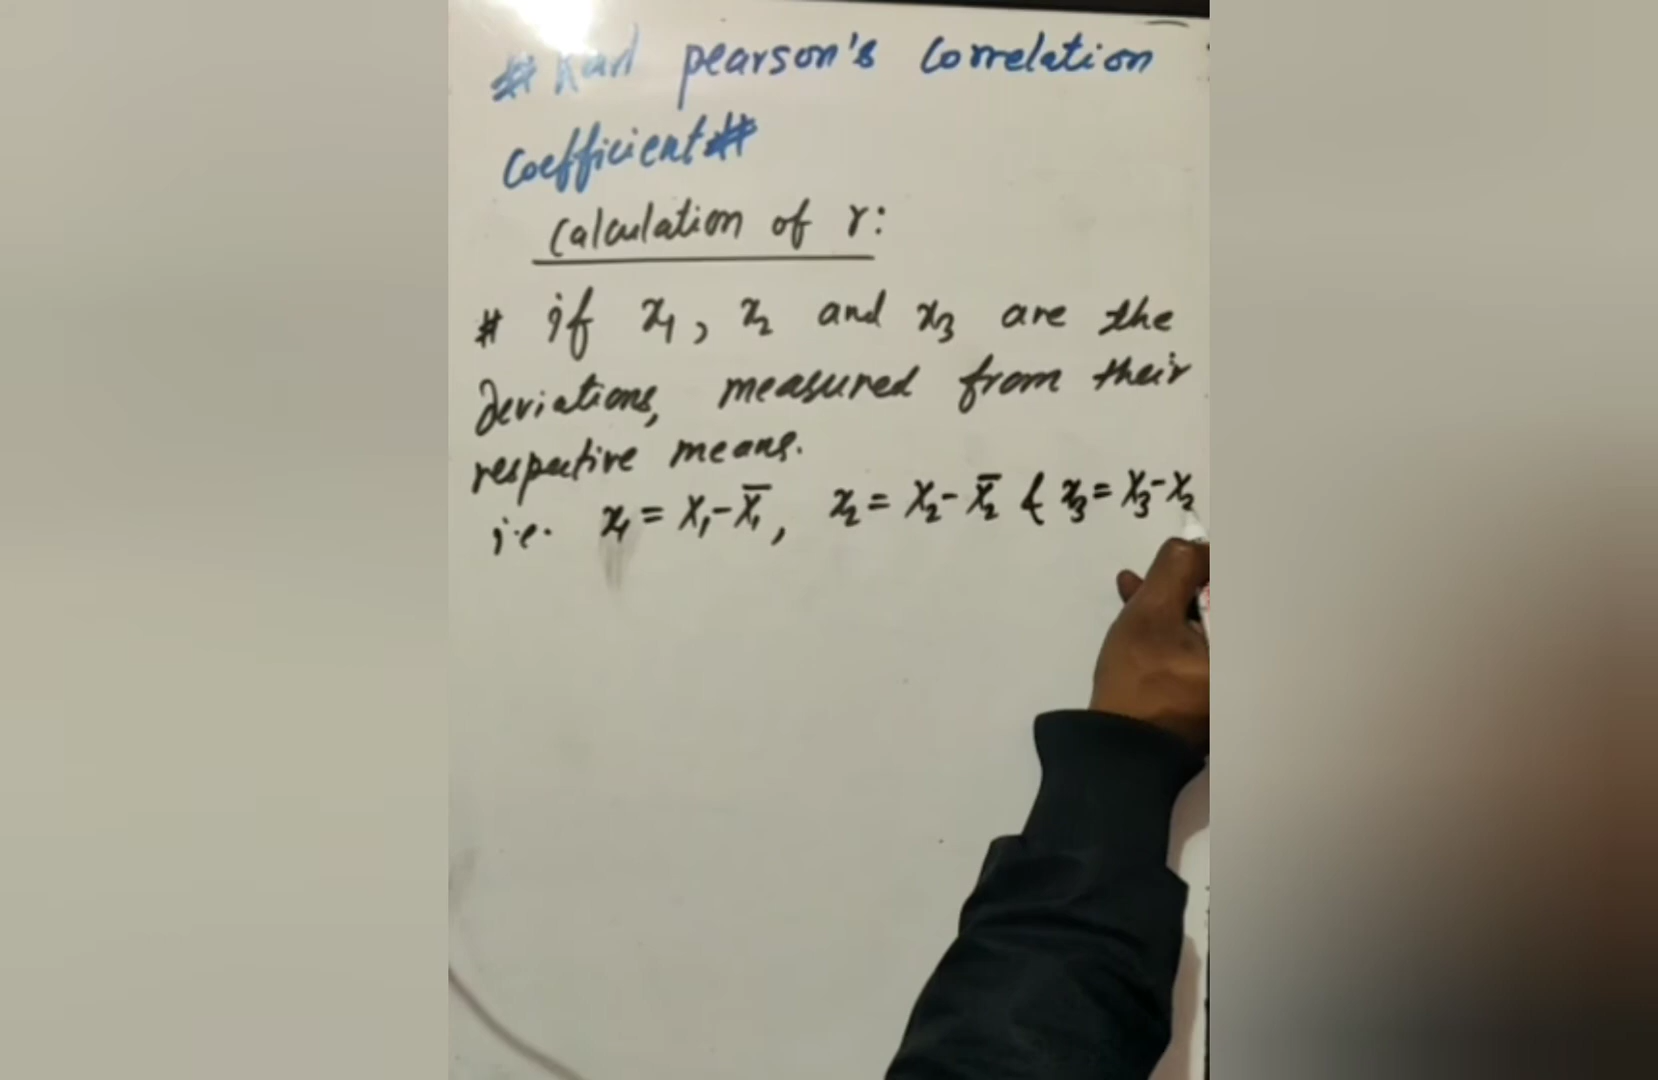 # Karl pearson's Correlation
coefficient#
Calculation of r:
# if x₁, x₂ and x₃ are the
Deviations, measured from their
respective means.
i.e. x₁ = X₁-X̅₁, x₂ = X₂-X̅₂ & x₃ = X₃-X₂